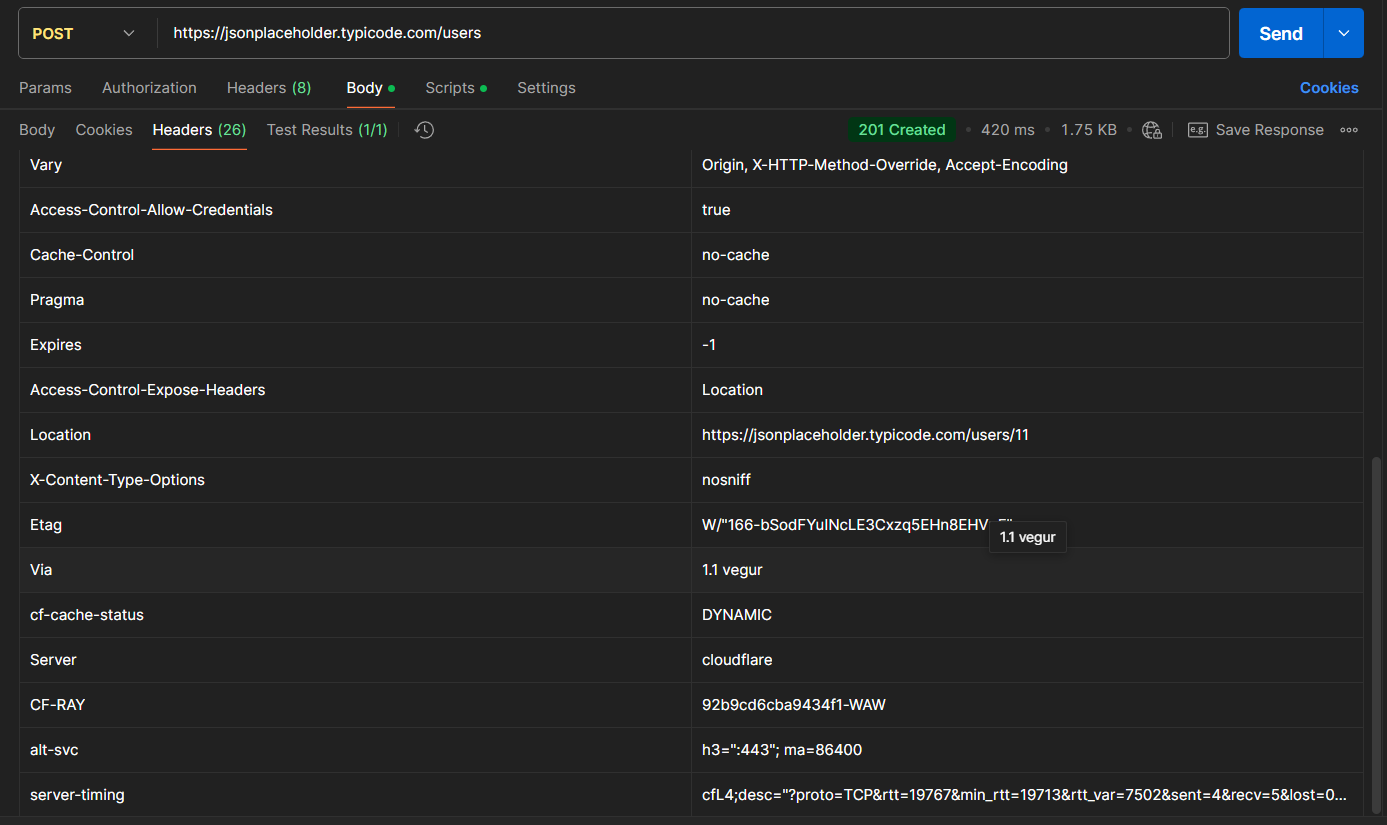 POST https://jsonplaceholder.typicode.com/users Send
Params Authorization Headers (8) Body Scripts Settings Cookies
Body Cookies Headers (26) Test Results (1/1) 201 Created 420 ms 1.75 KB e.g. Save Response
Vary Origin, X-HTTP-Method-Override, Accept-Encoding
Access-Control-Allow-Credentials true
Cache-Control no-cache
Pragma no-cache
Expires -1
Access-Control-Expose-Headers Location
Location https://jsonplaceholder.typicode.com/users/11
X-Content-Type-Options nosniff
Etag
1.1 vegur
Via 1.1 vegur
cf-cache-status DYNAMIC
Server cloudflare
CF-RAY 92b9cd6cba9434f1-WAW
alt-svc h3=":443"; ma=86400
server-timing cfL4;desc="?proto=TCP&rtt=19767&min_rtt=19713&rtt_var=7502&sent=4&recv=5&lost=0...